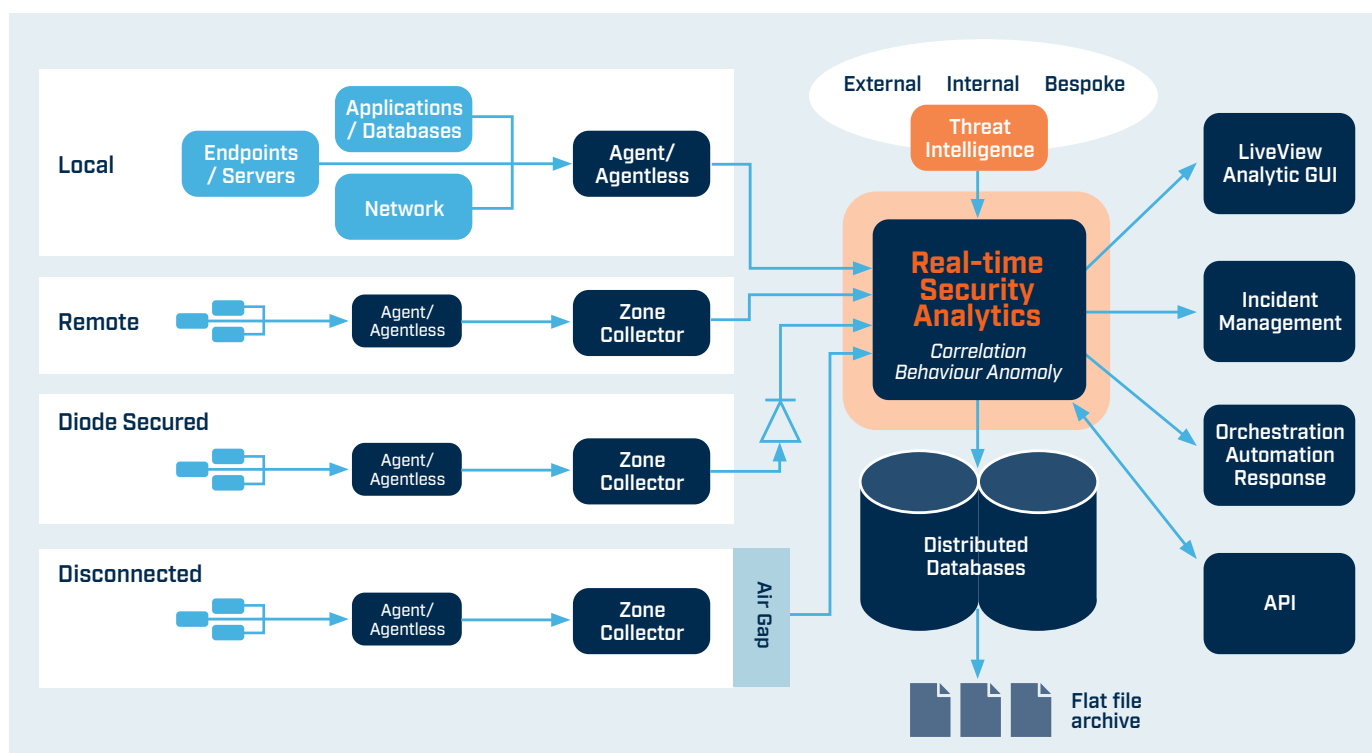 Local
Applications
/ Databases
Endpoints
/ Servers
Network
Agent/
Agentless
Remote
Agent/
Agentless
Zone
Collector
Diode Secured
Agent/
Agentless
Zone
Collector
Disconnected
Agent/
Agentless
Zone
Collector
Air Gap
External Internal Bespoke
Threat
Intelligence
Real-time
Security
Analytics
Correlation
Behaviour Anomoly
Distributed
Databases
Flat file
archive
LiveView
Analytic GUI
Incident
Management
Orchestration
Automation
Response
API